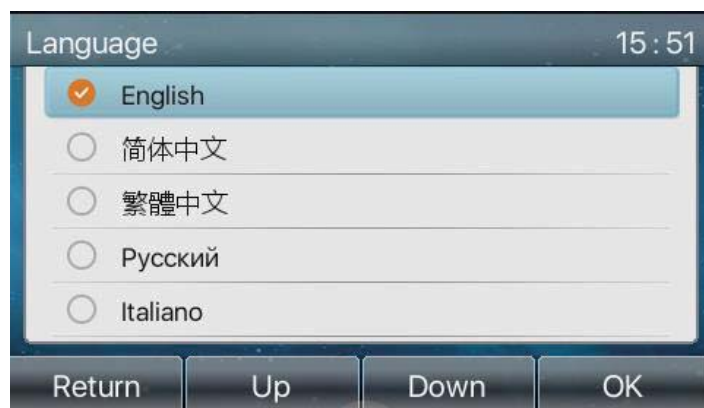 Language 15:51
English
简体中文
繁體中文
Русский
Italiano
Return Up Down OK